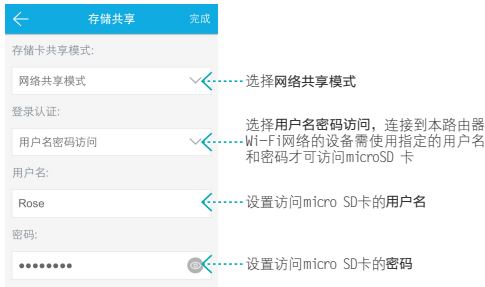 存储共享 完成
存储卡共享模式:
网络共享模式
选择网络共享模式
登录认证:
用户名密码访问
选择用户名密码访问，连接到本路由器
Wi-Fi网络的设备需使用指定的用户名
和密码才可访问microSD 卡
用户名:
Rose
设置访问micro SD卡的用户名
密码:
●●●●●●●●
设置访问micro SD卡的密码